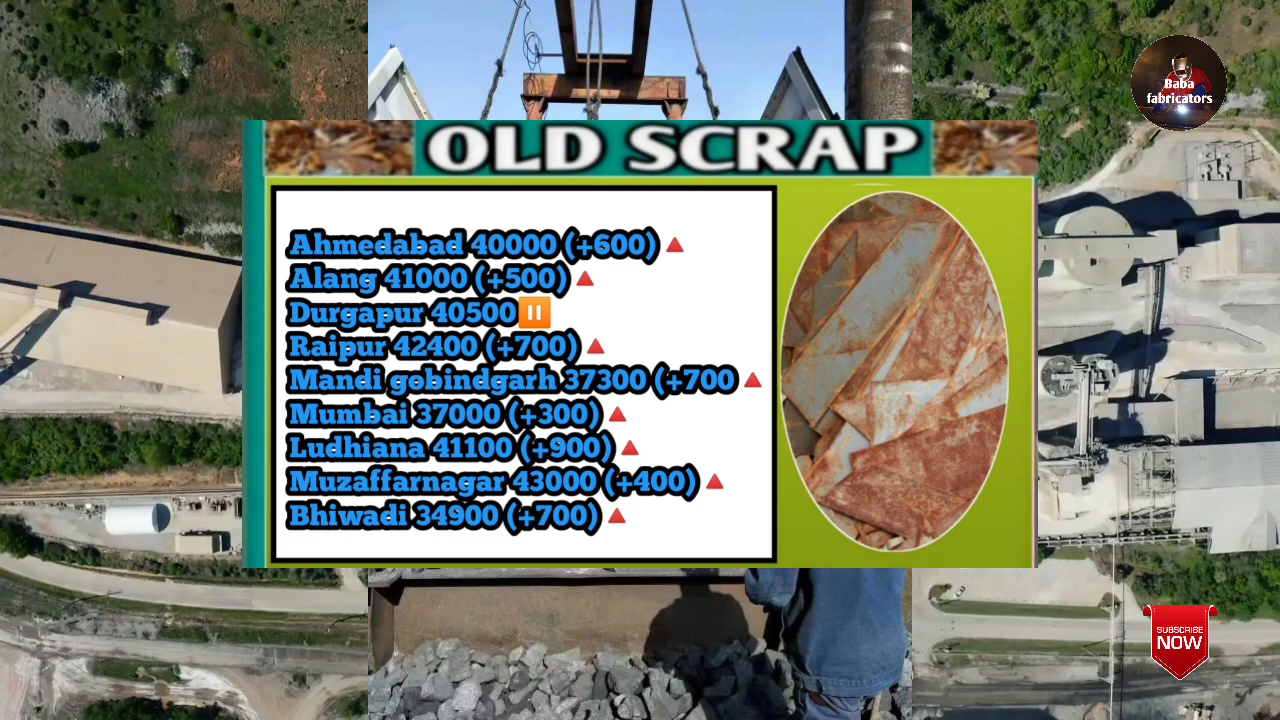 Baba
fabricators
OLD SCRAP
Ahmedabad 40000 (+600)🔺
Alang 41000 (+500)🔺
Durgapur 40500⏸️
Raipur 42400 (+700)🔺
Mandi gobindgarh 37300 (+700🔺
Mumbai 37000 (+300)🔺
Ludhiana 41100 (+900)🔺
Muzaffarnagar 43000 (+400)🔺
Bhiwadi 34900 (+700)🔺
SUBSCRIBE
NOW